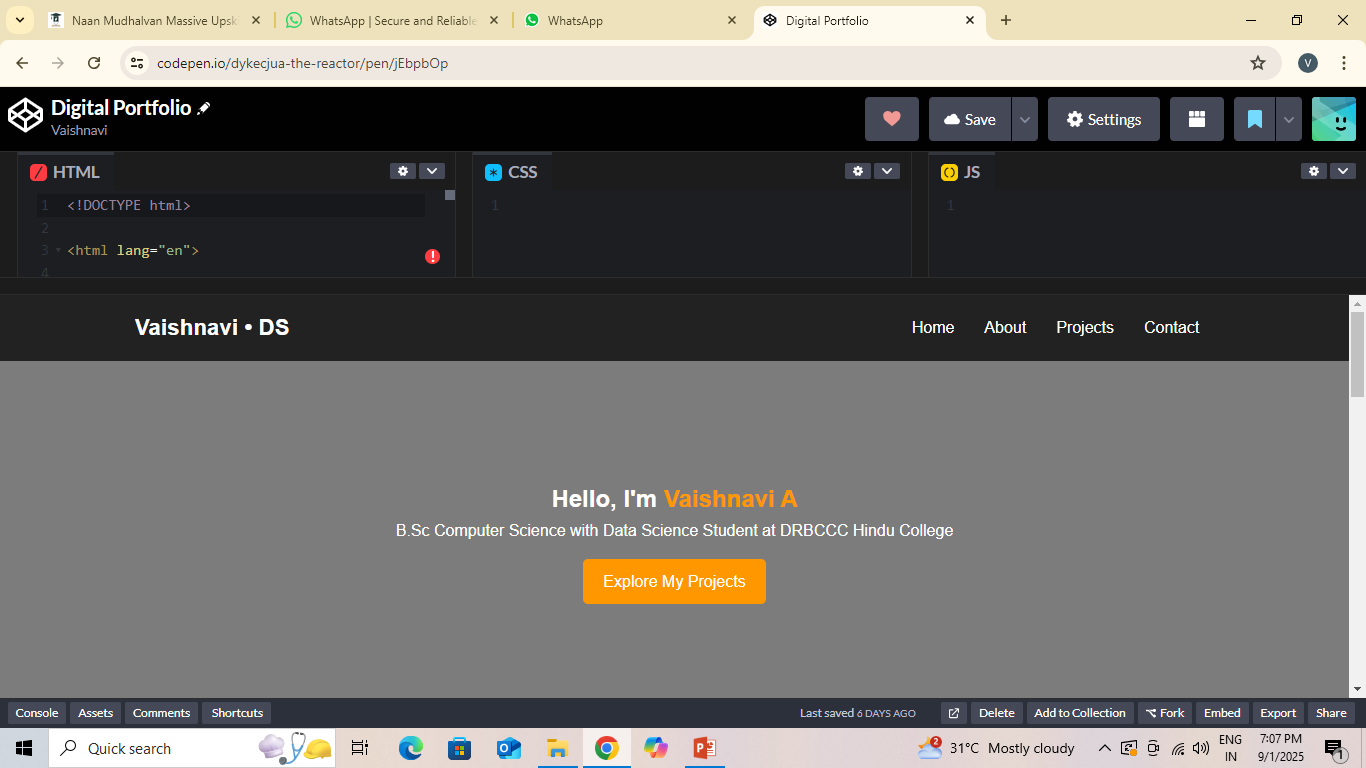 Naan Mudhalvan Massive Upsk
WhatsApp | Secure and Reliable
WhatsApp
Digital Portfolio
codepen.io/dykecjua-the-reactor/pen/jEbpbOp
V
Digital Portfolio
Vaishnavi
Save
Settings
HTML
CSS
JS
1 <!DOCTYPE html>
2
3 <html lang="en">
4
1
1
Vaishnavi • DS
Home About Projects Contact
Hello, I'm Vaishnavi A
B.Sc Computer Science with Data Science Student at DRBCCC Hindu College
Explore My Projects
Console Assets Comments Shortcuts
Last saved 6 DAYS AGO
Delete Add to Collection Fork Embed Export Share
Quick search
2
31°C Mostly cloudy
ENG
IN
7:07 PM
9/1/2025
1